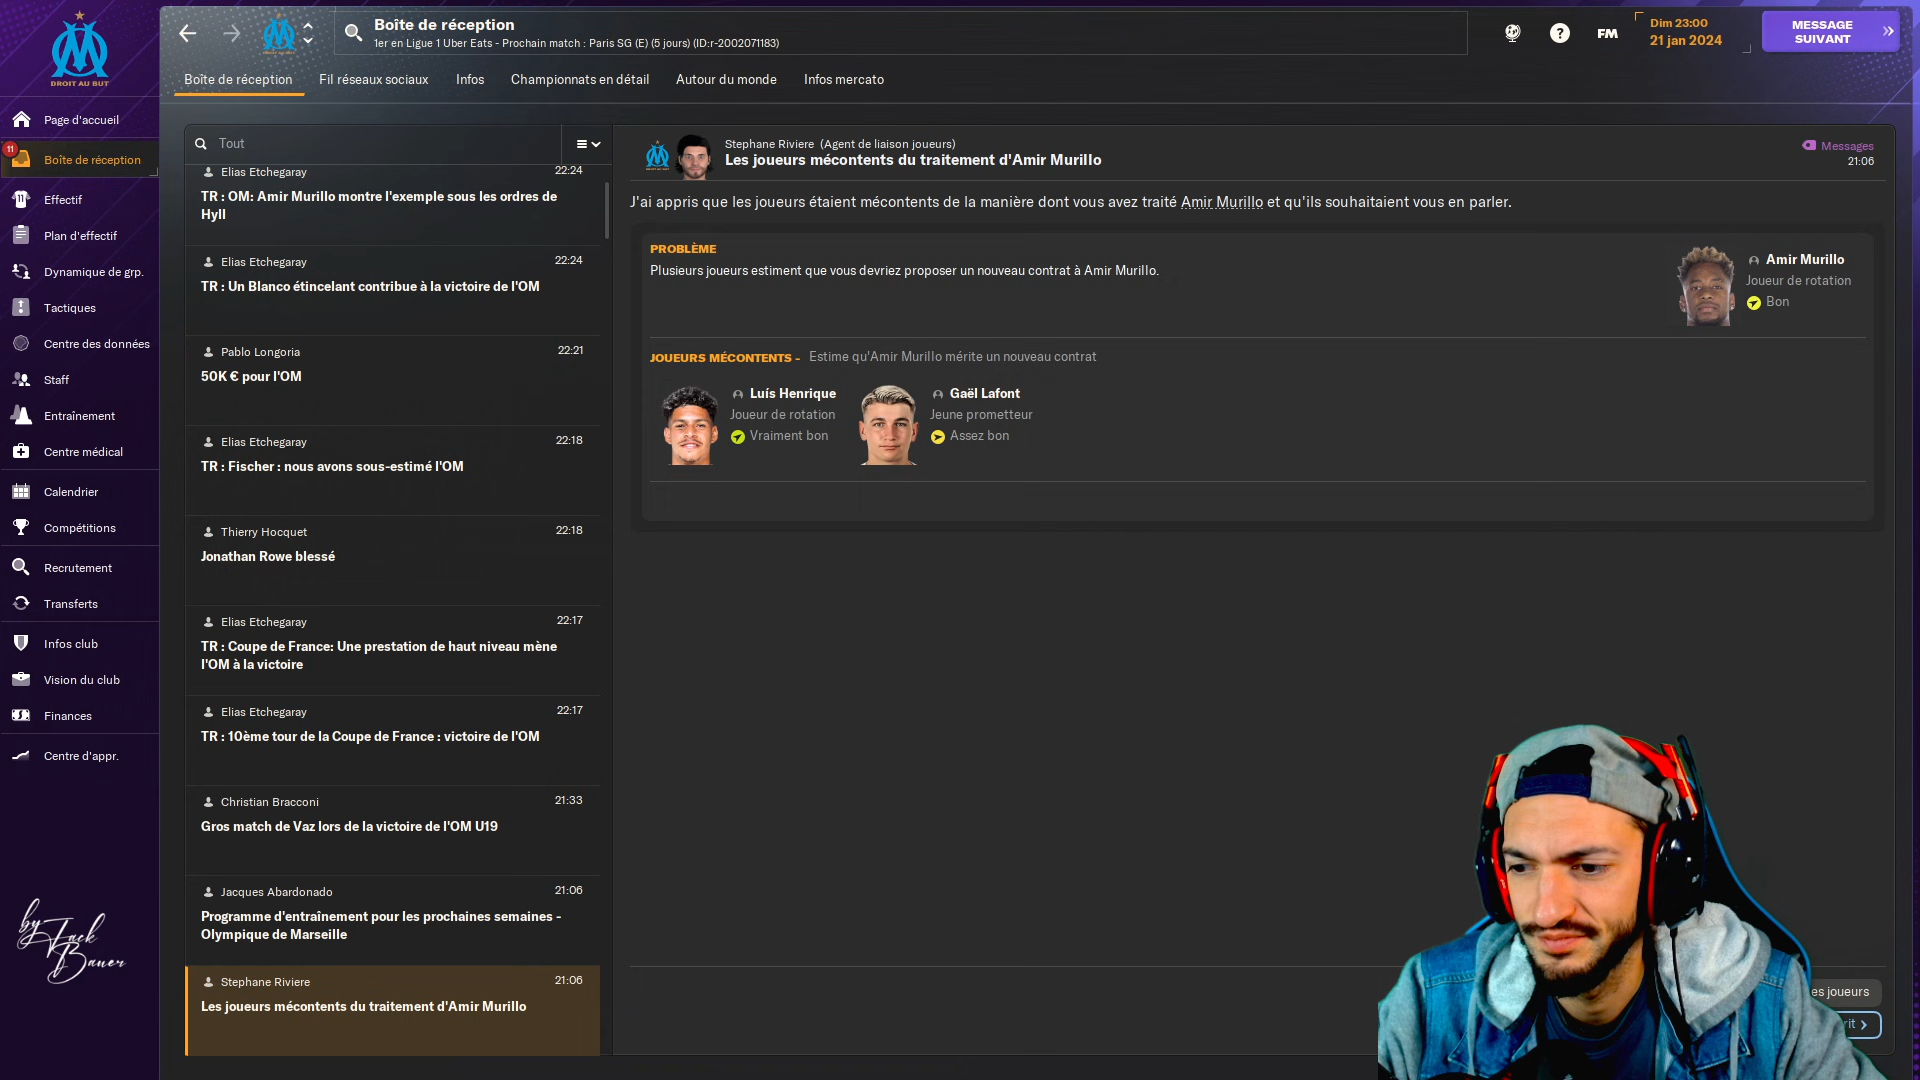 DROIT AU BUT
Boîte de réception
1er en Ligue 1 Uber Eats - Prochain match : Paris SG (E) (5 jours) (ID:r-2002071183)
FM
Dim 23:00
21 jan 2024
MESSAGE
SUIVANT
Boîte de réception
Fil réseaux sociaux
Infos
Championnats en détail
Autour du monde
Infos mercato
Page d'accueil
11
Boîte de réception
Effectif
Plan d'effectif
Dynamique de grp.
Tactiques
Centre des données
Staff
Entraînement
Centre médical
Calendrier
Compétitions
Recrutement
Transferts
Infos club
Vision du club
Finances
Centre d'appr.
by Jack
Bauer
Tout
Elias Etchegaray 22:24
TR : OM: Amir Murillo montre l'exemple sous les ordres de
Hyll
Elias Etchegaray 22:24
TR : Un Blanco étincelant contribue à la victoire de l'OM
Pablo Longoria 22:21
50K € pour l'OM
Elias Etchegaray 22:18
TR : Fischer : nous avons sous-estimé l'OM
Thierry Hocquet 22:18
Jonathan Rowe blessé
Elias Etchegaray 22:17
TR : Coupe de France: Une prestation de haut niveau mène
l'OM à la victoire
Elias Etchegaray 22:17
TR : 10ème tour de la Coupe de France : victoire de l'OM
Christian Bracconi 21:33
Gros match de Vaz lors de la victoire de l'OM U19
Jacques Abardonado 21:06
Programme d'entraînement pour les prochaines semaines -
Olympique de Marseille
Stephane Riviere 21:06
Les joueurs mécontents du traitement d'Amir Murillo
Stephane Riviere (Agent de liaison joueurs)
Les joueurs mécontents du traitement d'Amir Murillo
Messages
21:06
J'ai appris que les joueurs étaient mécontents de la manière dont vous avez traité Amir Murillo et qu'ils souhaitaient vous en parler.
PROBLÈME
Plusieurs joueurs estiment que vous devriez proposer un nouveau contrat à Amir Murillo.
Amir Murillo
Joueur de rotation
Bon
JOUEURS MÉCONTENTS - Estime qu'Amir Murillo mérite un nouveau contrat
Luís Henrique
Joueur de rotation
Vraiment bon
Gaël Lafont
Jeune prometteur
Assez bon
es joueurs
rit